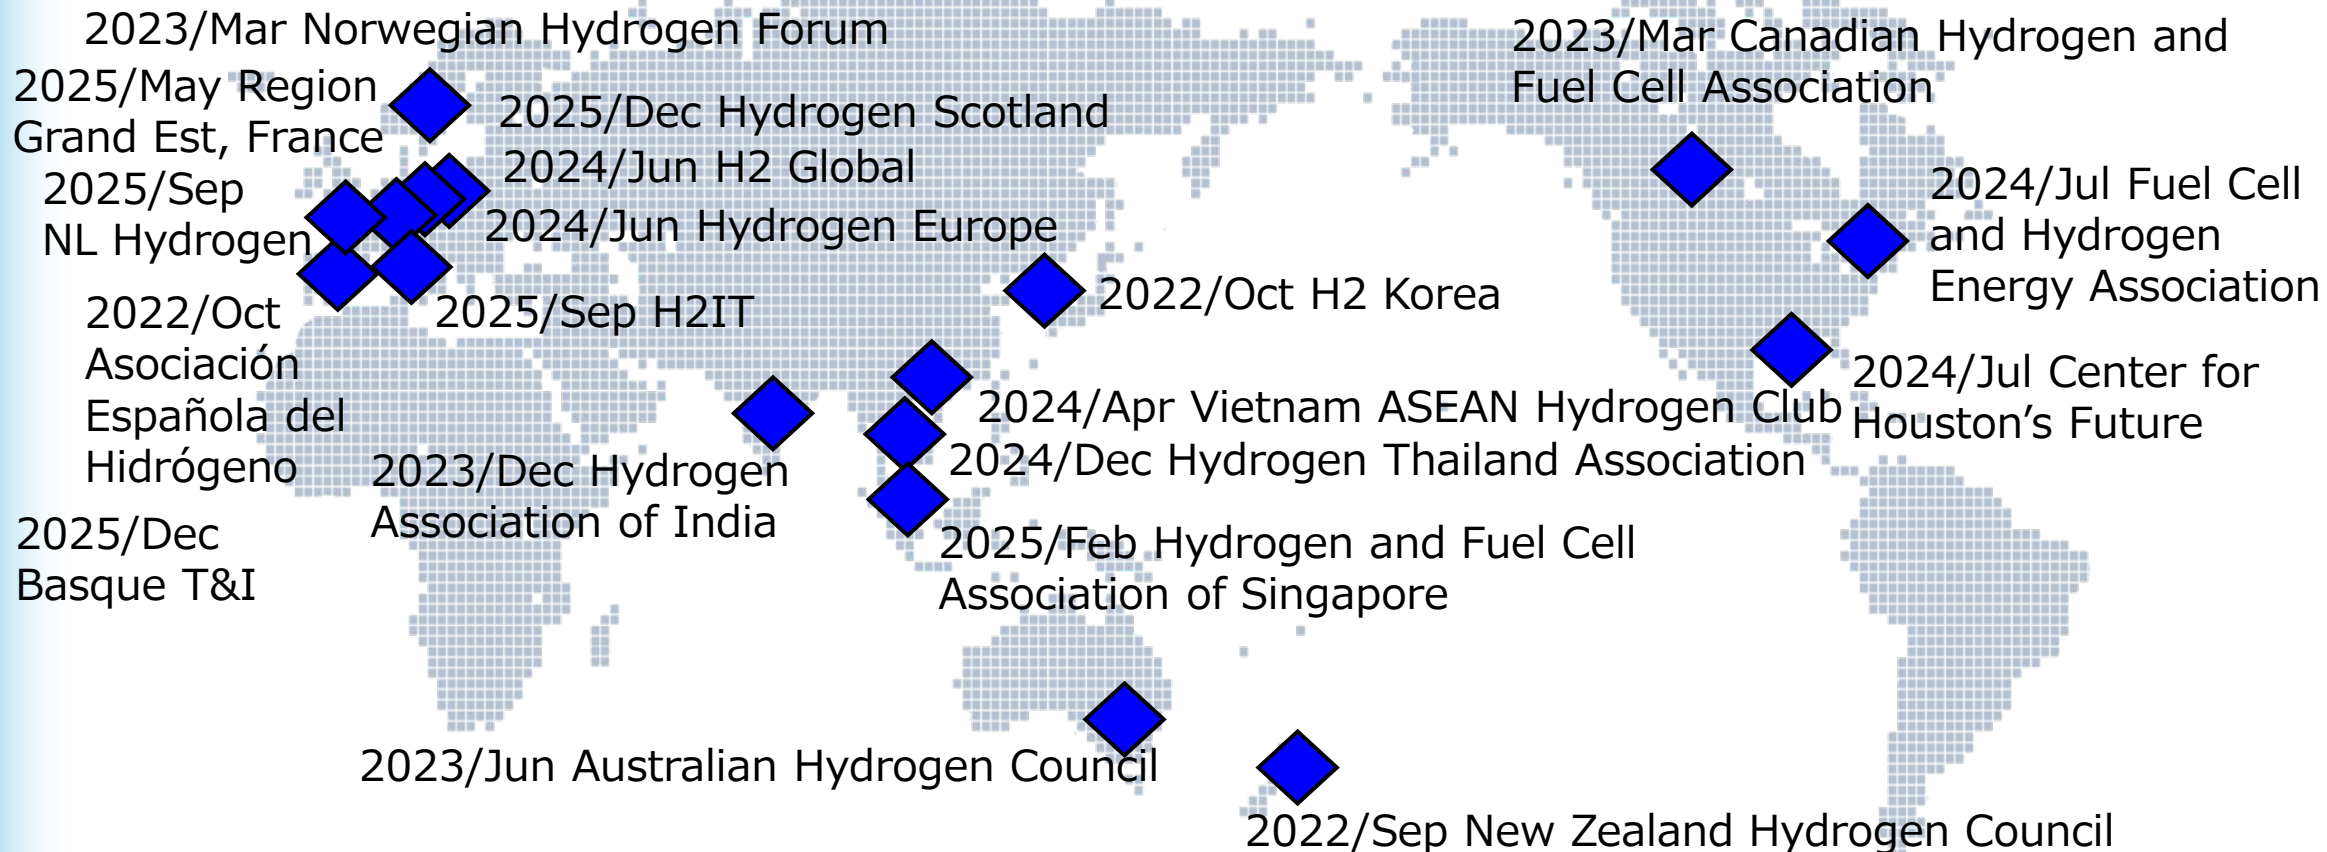 2023/Mar Norwegian Hydrogen Forum
2025/May Region
Grand Est, France
2025/Sep
NL Hydrogen
2022/Oct
Asociación
Española del
Hidrógeno
2025/Dec
Basque T&I
2025/Dec Hydrogen Scotland
2024/Jun H2 Global
2024/Jun Hydrogen Europe
2025/Sep H2IT
2023/Dec Hydrogen
Association of India
2022/Oct H2 Korea
2024/Apr Vietnam ASEAN Hydrogen Club
2024/Dec Hydrogen Thailand Association
2025/Feb Hydrogen and Fuel Cell
Association of Singapore
2023/Jun Australian Hydrogen Council
2022/Sep New Zealand Hydrogen Council
2023/Mar Canadian Hydrogen and
Fuel Cell Association
2024/Jul Fuel Cell
and Hydrogen
Energy Association
2024/Jul Center for
Houston’s Future